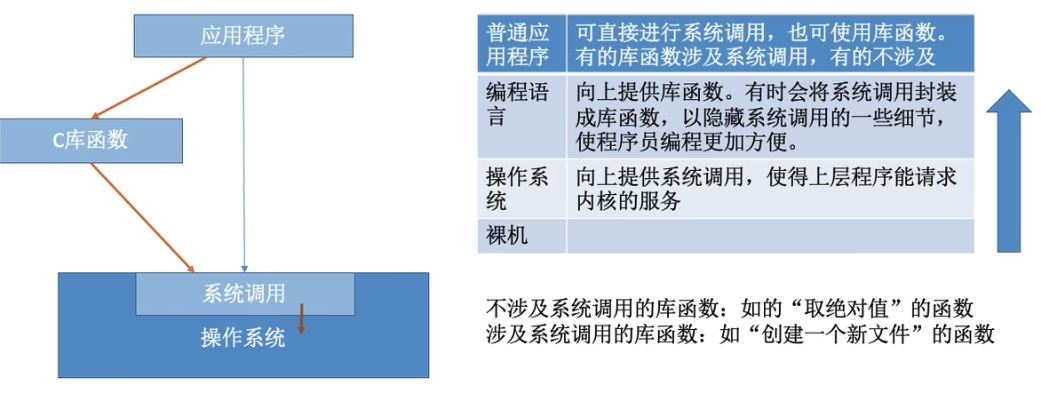 应用程序
C库函数
系统调用
操作系统
普通应
用程序
可直接进行系统调用，也可使用库函数。
有的库函数涉及系统调用，有的不涉及
编程语
言
向上提供库函数。有时会将系统调用封装
成库函数，以隐藏系统调用的一些细节，
使程序员编程更加方便。
操作系
统
向上提供系统调用，使得上层程序能请求
内核的服务
裸机
不涉及系统调用的库函数：如的“取绝对值”的函数
涉及系统调用的库函数：如“创建一个新文件”的函数